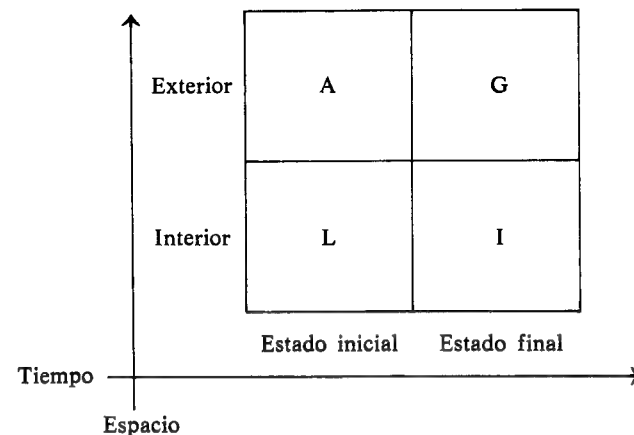 Exterior A G
Interior L I
Estado inicial Estado final
Tiempo
Espacio